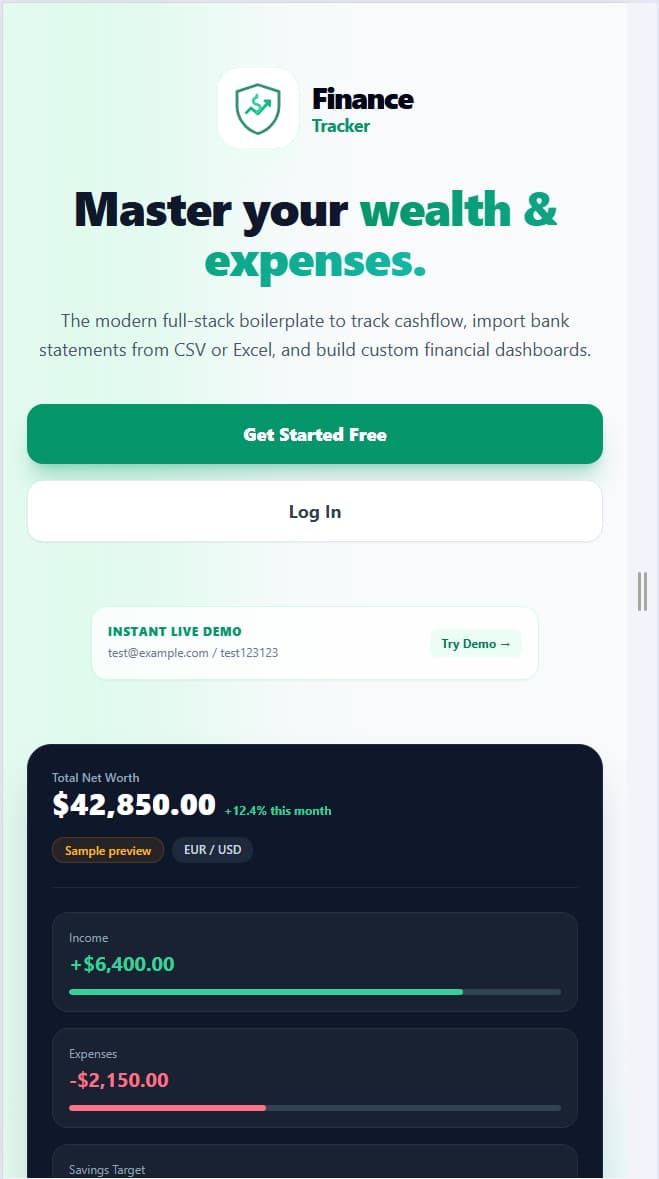 Finance
Tracker
Master your wealth &
expenses.
The modern full-stack boilerplate to track cashflow, import bank
statements from CSV or Excel, and build custom financial dashboards.
Get Started Free
Log In
INSTANT LIVE DEMO
test@example.com / test123123
Try Demo →
Total Net Worth
$42,850.00 +12.4% this month
Sample preview EUR / USD
Income
+$6,400.00
Expenses
-$2,150.00
Savings Target